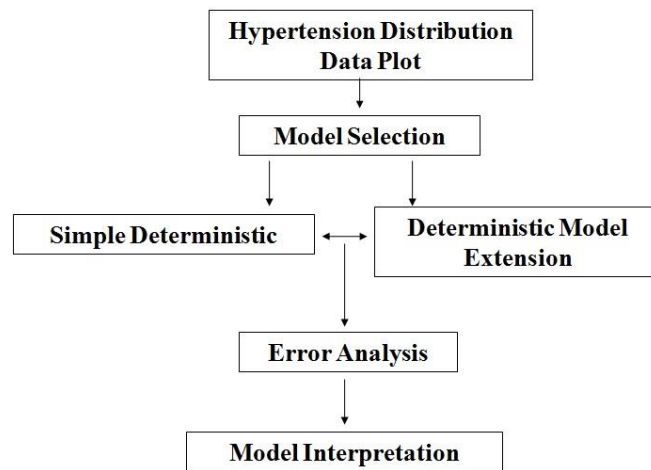 Hypertension Distribution
Data Plot
Model Selection
Simple Deterministic
Deterministic Model
Extension
Error Analysis
Model Interpretation